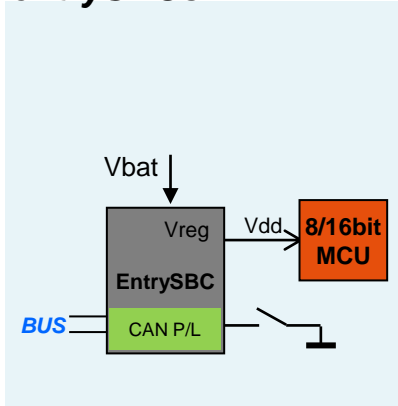 Vbat
Vreg
Vdd
8/16bit
MCU
EntrySBC
BUS
CAN P/L